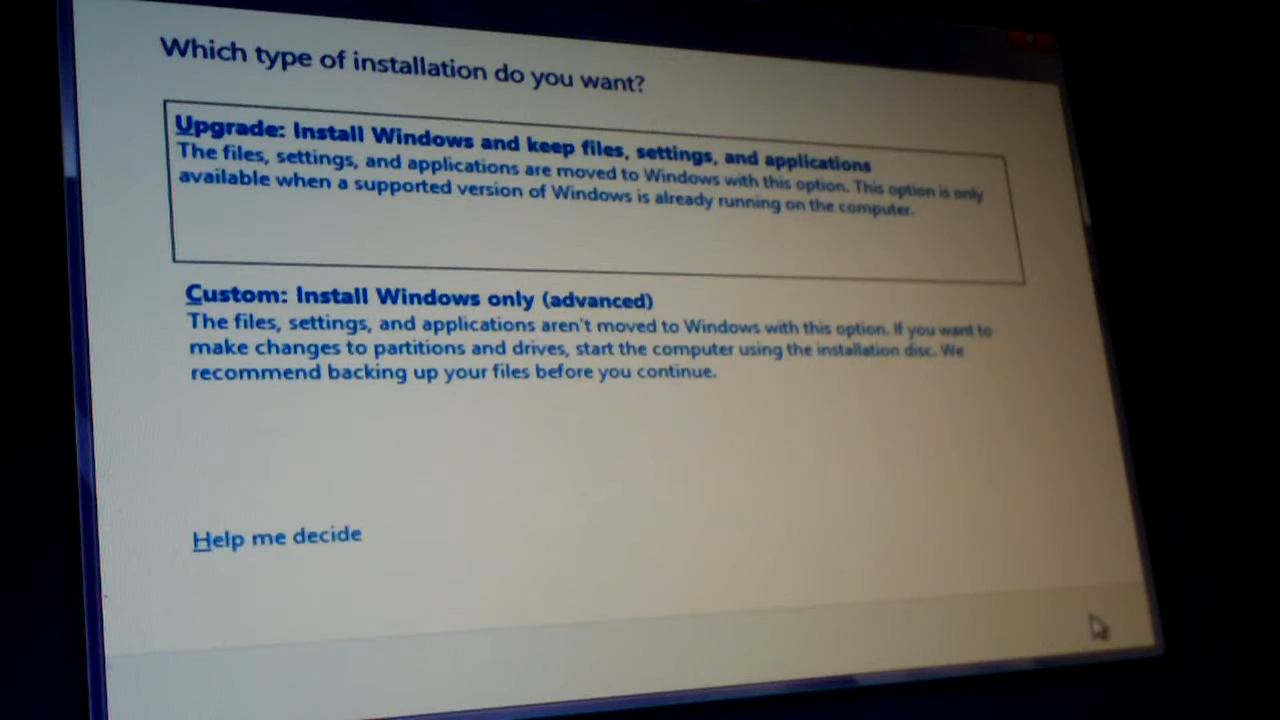 Which type of installation do you want?
Upgrade: Install Windows and keep files, settings, and applications
The files, settings, and applications are moved to Windows with this option. This option is only
available when a supported version of Windows is already running on the computer.
Custom: Install Windows only (advanced)
The files, settings, and applications aren't moved to Windows with this option. If you want to
make changes to partitions and drives, start the computer using the installation disc. We
recommend backing up your files before you continue.
Help me decide